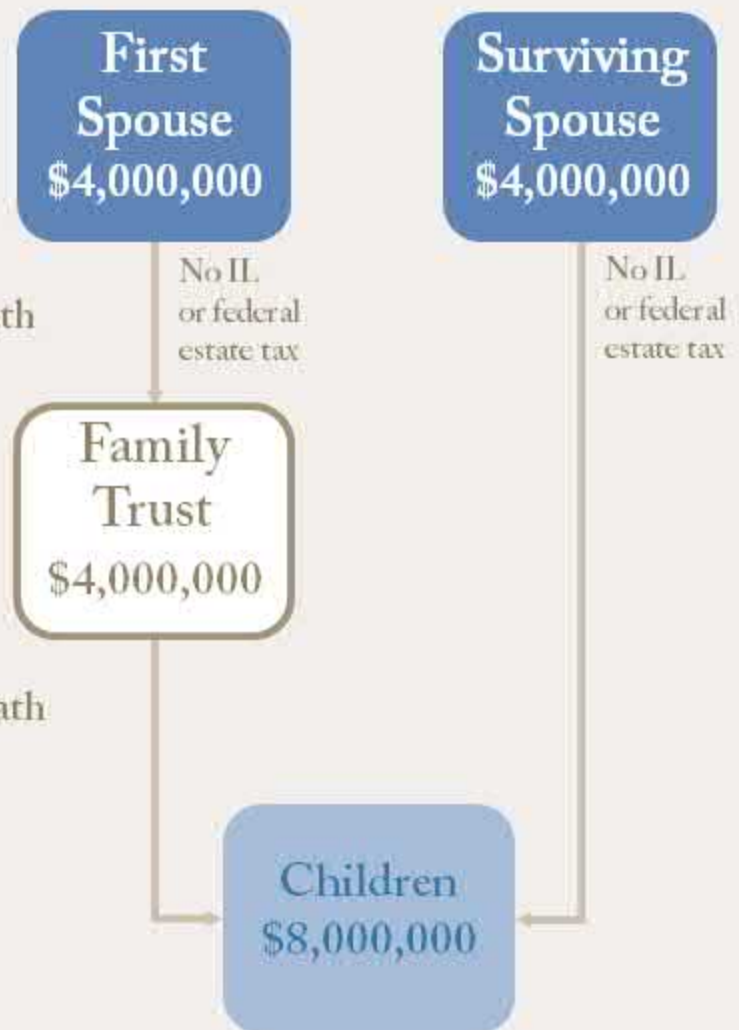 First
Spouse
$4,000,000
Surviving
Spouse
$4,000,000
No IL
or federal
estate tax
No IL
or federal
estate tax
Family
Trust
$4,000,000
Children
$8,000,000